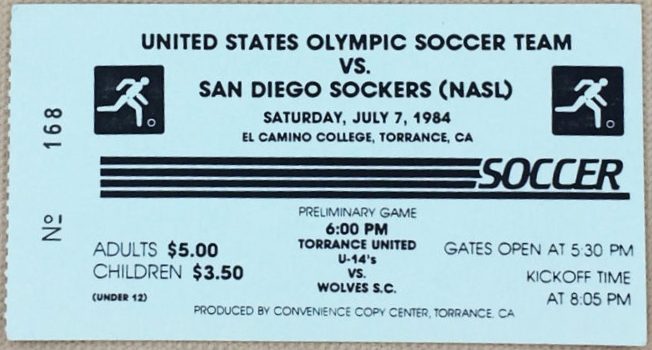 UNITED STATES OLYMPIC SOCCER TEAM
VS.
SAN DIEGO SOCKERS (NASL)
SATURDAY, JULY 7, 1984
EL CAMINO COLLEGE, TORRANCE, CA
SOCCER
Nº 168
PRELIMINARY GAME
6:00 PM
TORRANCE UNITED
U-14's
VS.
WOLVES S.C.
ADULTS $5.00
CHILDREN $3.50
(UNDER 12)
GATES OPEN AT 5:30 PM
KICKOFF TIME
AT 8:05 PM
PRODUCED BY CONVENIENCE COPY CENTER, TORRANCE, CA